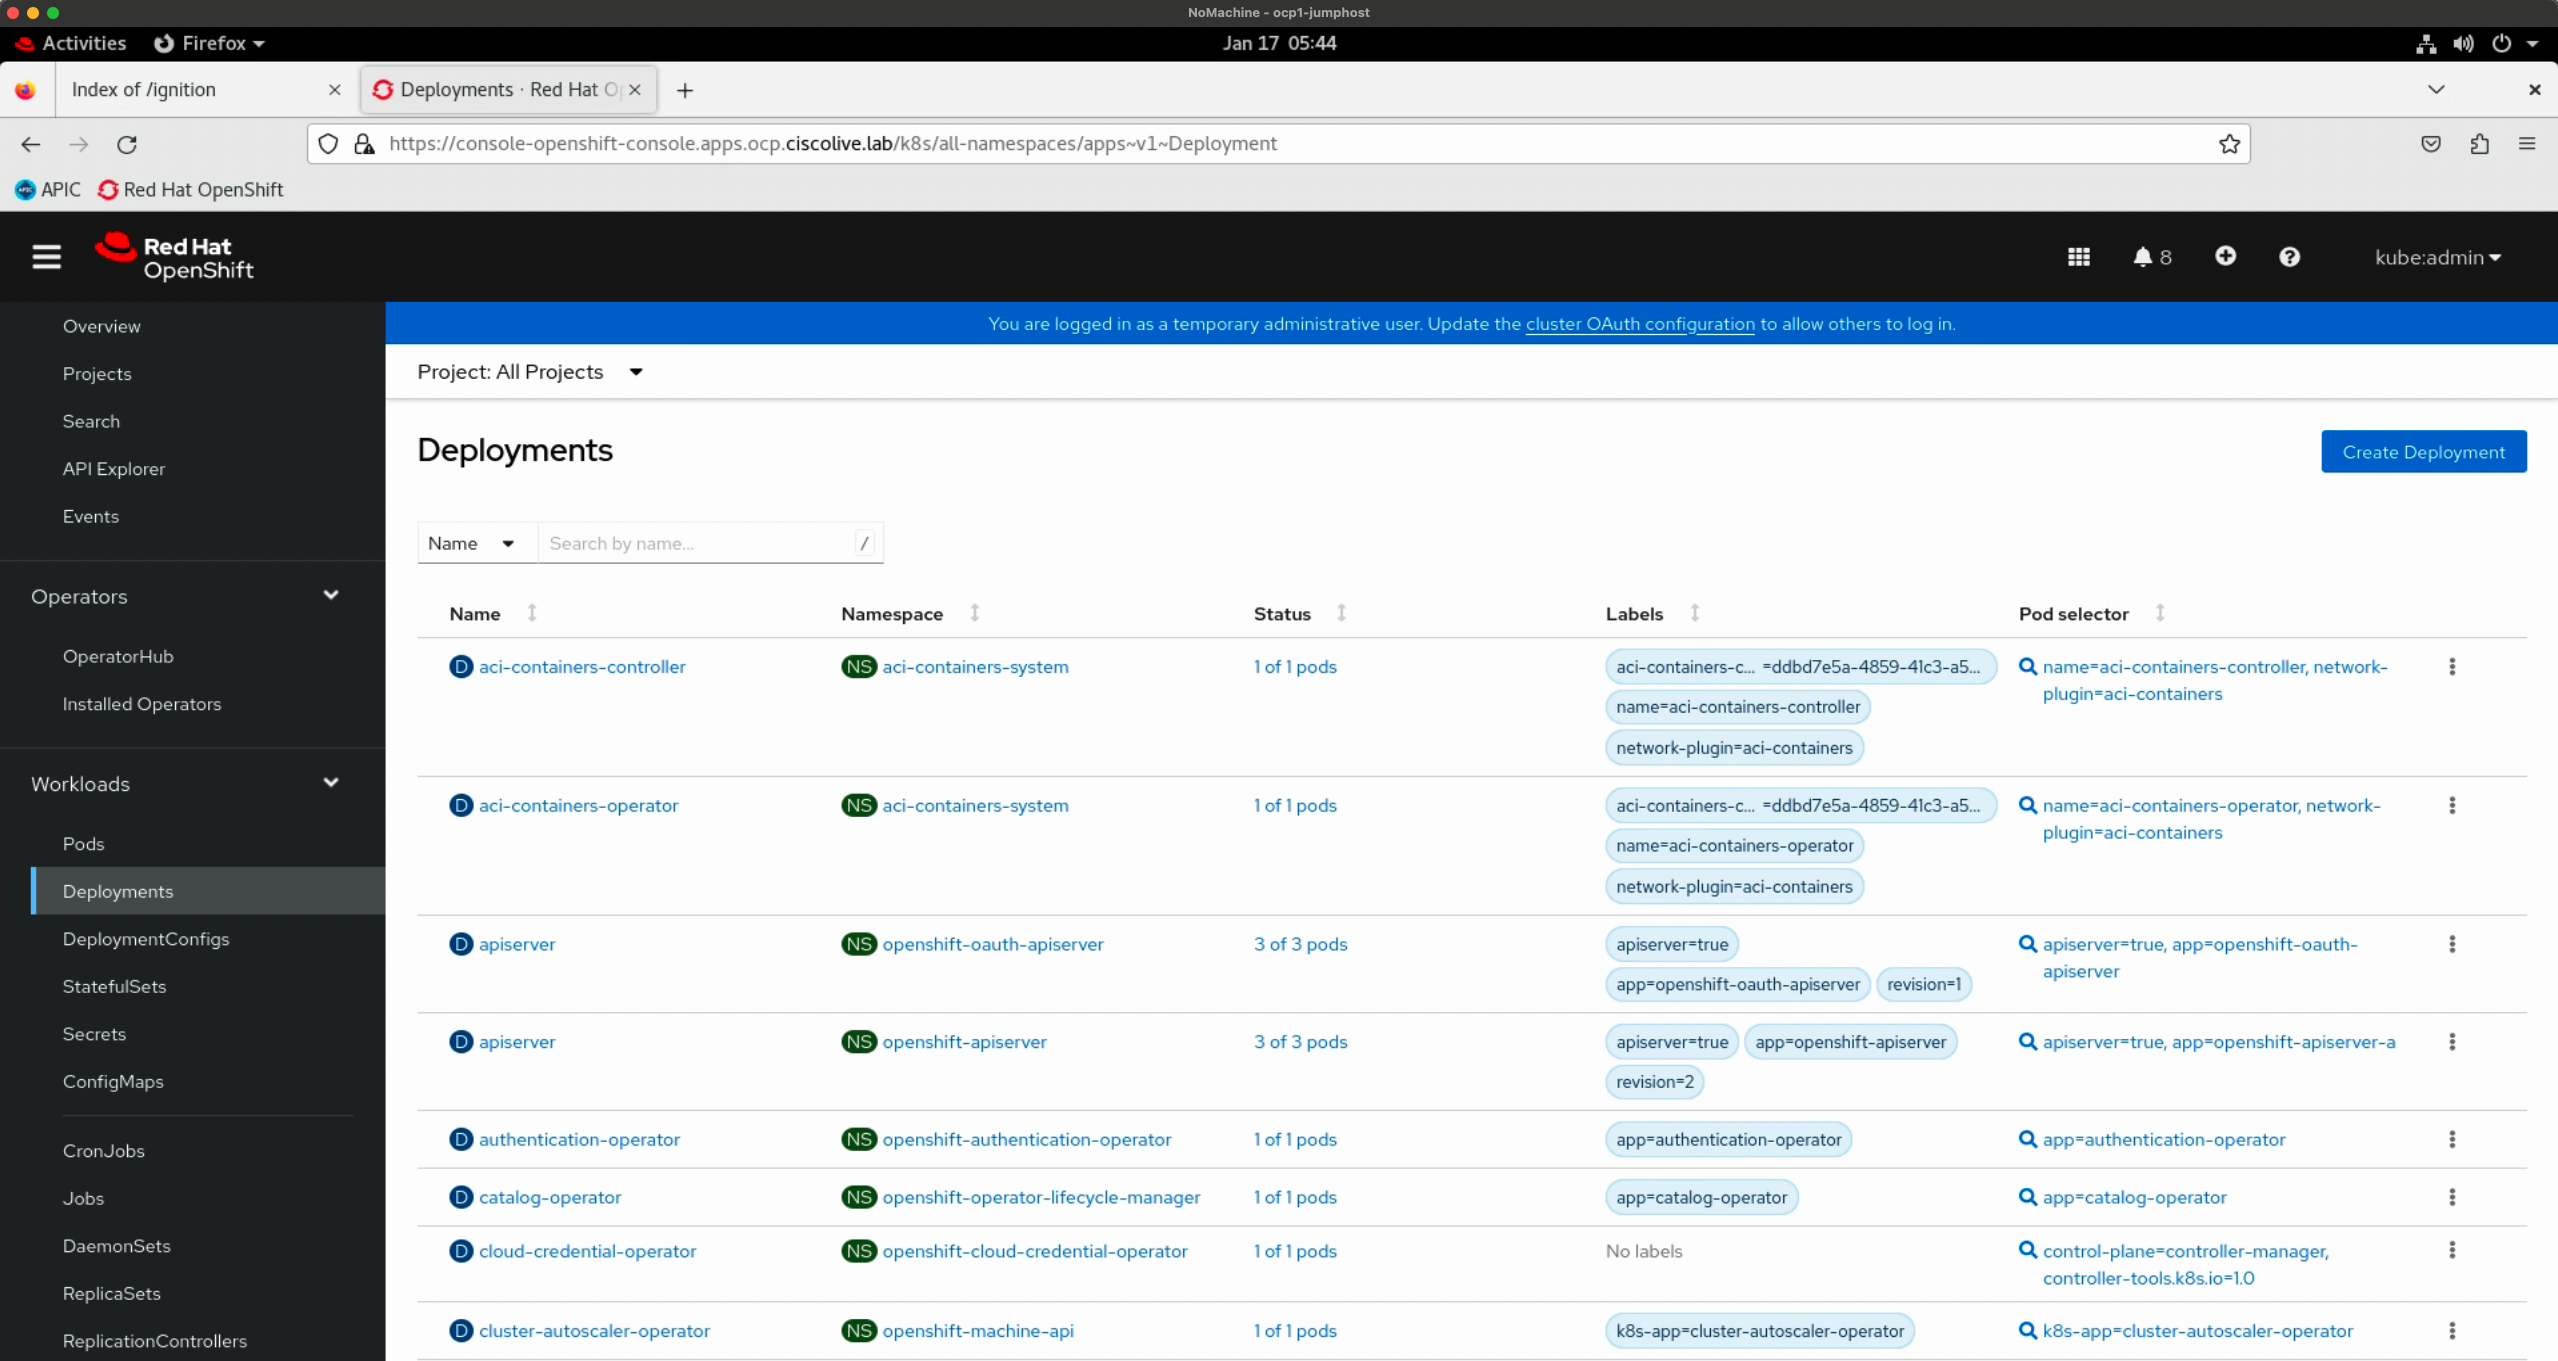 NoMachine - ocp1-jumphost
Activities Firefox Jan 17 05:44
Index of /ignition Deployments · Red Hat O
https://console-openshift-console.apps.ocp.ciscolive.lab/k8s/all-namespaces/apps~v1~Deployment
APIC Red Hat OpenShift
Red Hat
OpenShift
8 kube:admin
Overview
Projects
Search
API Explorer
Events
Operators
OperatorHub
Installed Operators
Workloads
Pods
Deployments
DeploymentConfigs
StatefulSets
Secrets
ConfigMaps
CronJobs
Jobs
DaemonSets
ReplicaSets
ReplicationControllers
You are logged in as a temporary administrative user. Update the cluster OAuth configuration to allow others to log in.
Project: All Projects
Deployments
Create Deployment
Name Search by name... /
Name Namespace Status Labels Pod selector
D aci-containers-controller NS aci-containers-system 1 of 1 pods aci-containers-c... =ddbd7e5a-4859-41c3-a5... name=aci-containers-controller, network-
plugin=aci-containers
name=aci-containers-controller
network-plugin=aci-containers
D aci-containers-operator NS aci-containers-system 1 of 1 pods aci-containers-c... =ddbd7e5a-4859-41c3-a5... name=aci-containers-operator, network-
plugin=aci-containers
name=aci-containers-operator
network-plugin=aci-containers
D apiserver NS openshift-oauth-apiserver 3 of 3 pods apiserver=true apiserver=true, app=openshift-oauth-
apiserver
app=openshift-oauth-apiserver revision=1
D apiserver NS openshift-apiserver 3 of 3 pods apiserver=true app=openshift-apiserver apiserver=true, app=openshift-apiserver-a
revision=2
D authentication-operator NS openshift-authentication-operator 1 of 1 pods app=authentication-operator app=authentication-operator
D catalog-operator NS openshift-operator-lifecycle-manager 1 of 1 pods app=catalog-operator app=catalog-operator
D cloud-credential-operator NS openshift-cloud-credential-operator 1 of 1 pods No labels control-plane=controller-manager,
controller-tools.k8s.io=1.0
D cluster-autoscaler-operator NS openshift-machine-api 1 of 1 pods k8s-app=cluster-autoscaler-operator k8s-app=cluster-autoscaler-operator